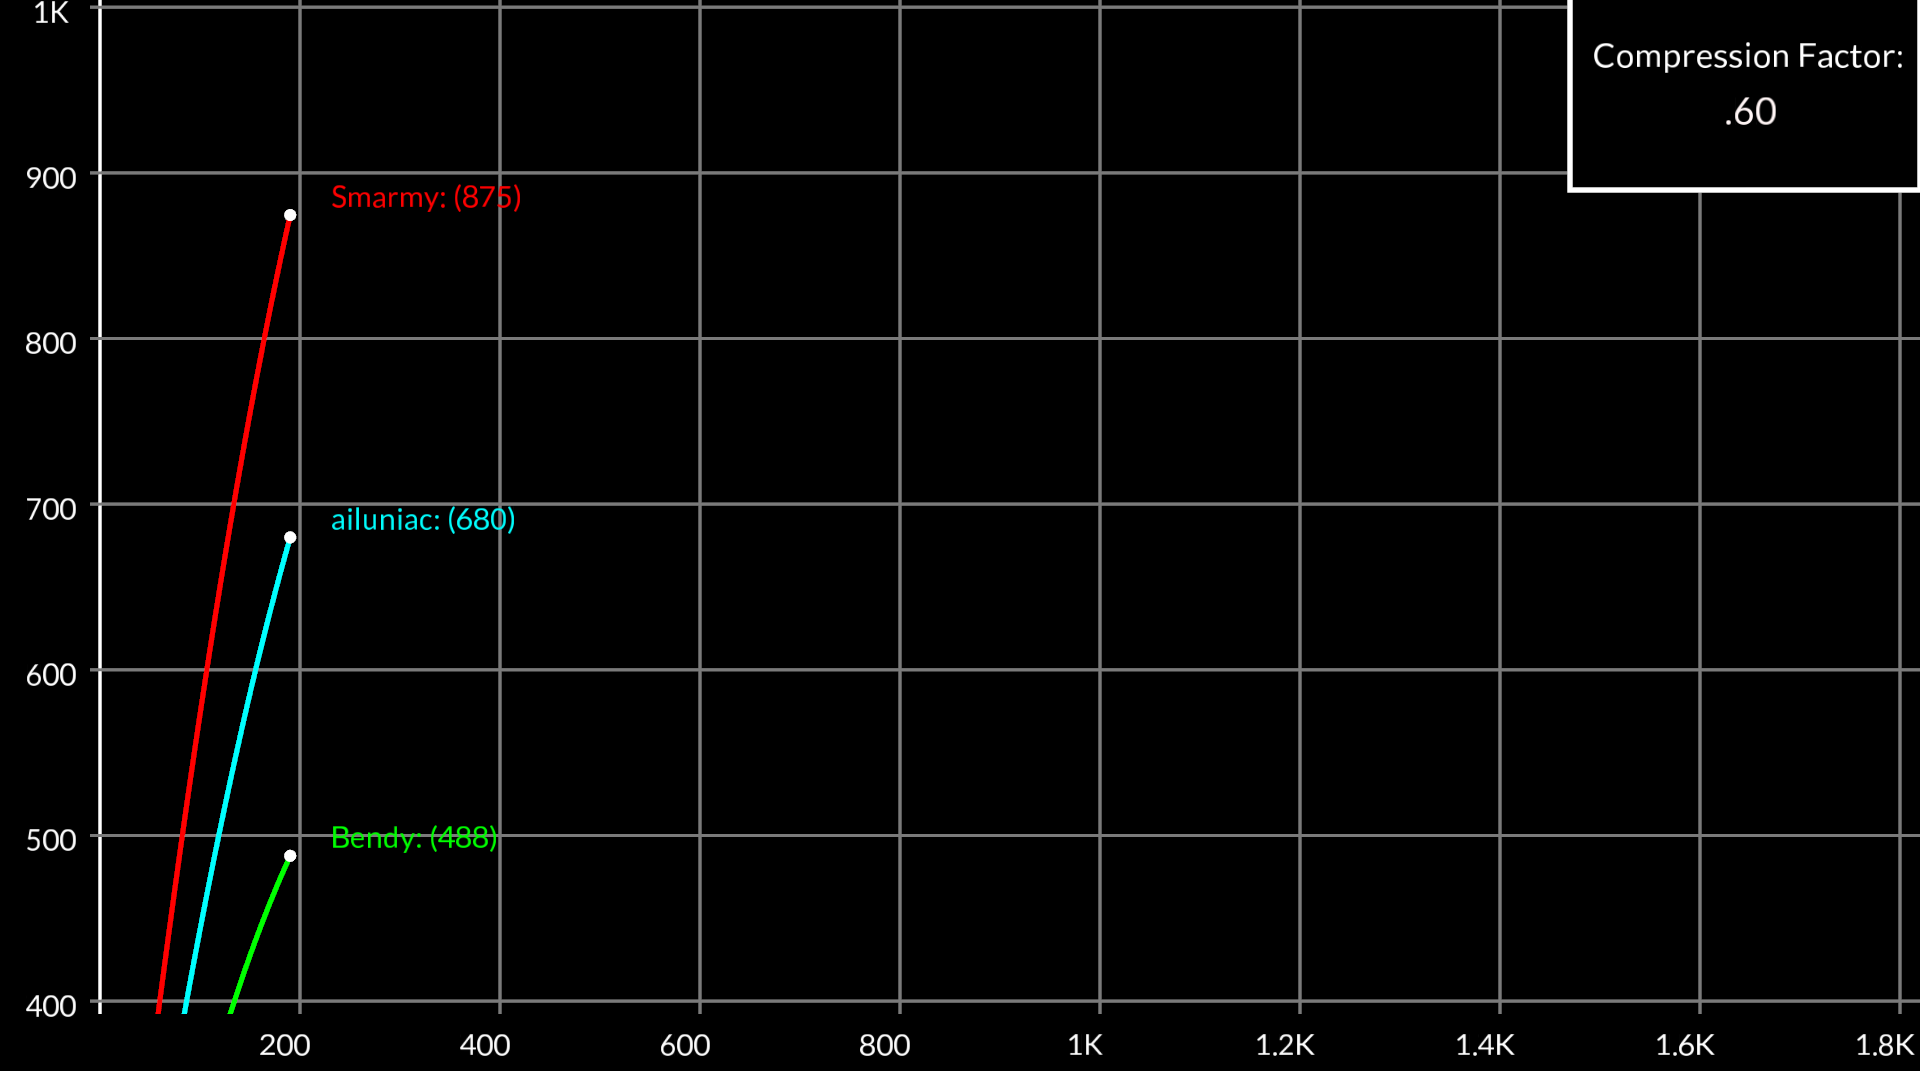 1K
Compression Factor:
.60
900
Smarmy: (875)
800
700
ailuniac: (680)
600
500
Bendy: (488)
400
200 400 600 800 1K 1.2K 1.4K 1.6K 1.8K